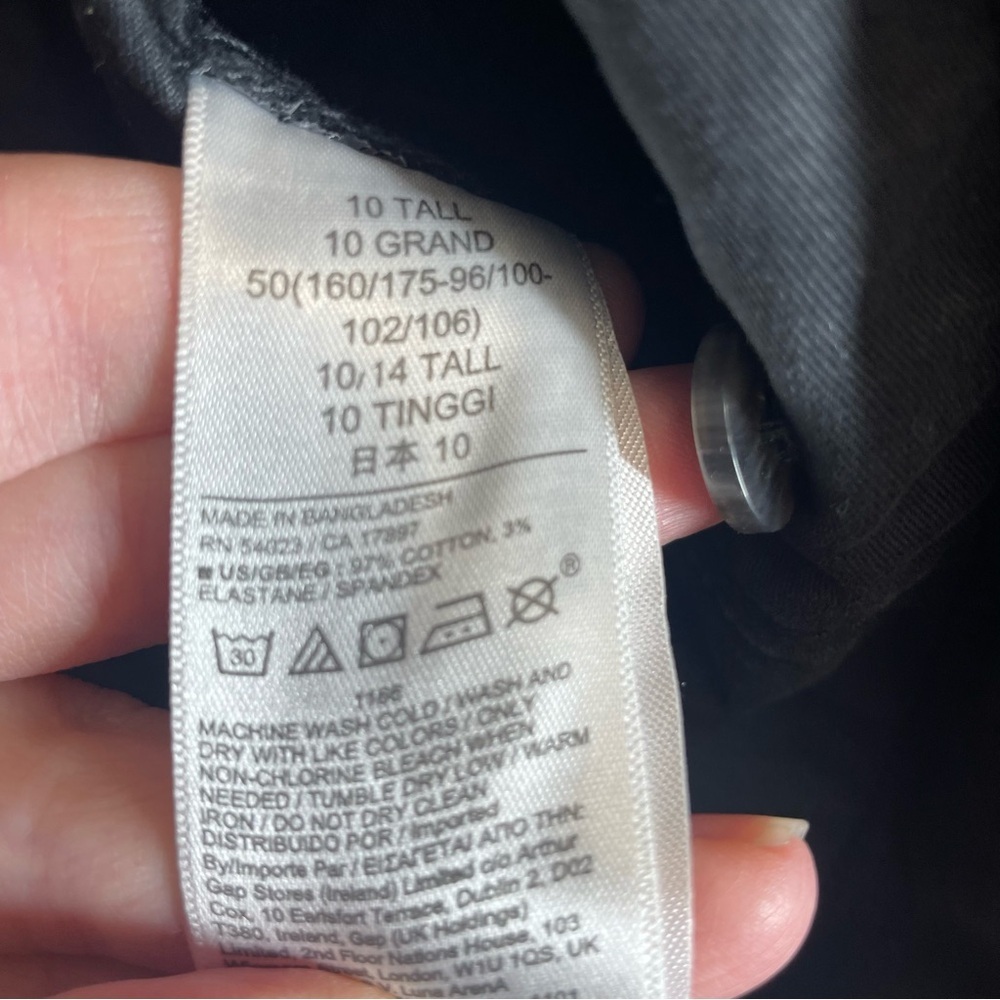 10 TALL
10 GRAND
50(160/175-96/100-
102/106)
10/14 TALL
10 TINGGI
日本 10
MADE IN BANGLADESH
RN 54023 / CA 17897
US/GB/EG : 97% COTTON, 3%
ELASTANE / SPANDEX
30
®
1186
MACHINE WASH COLD / WASH AND
DRY WITH LIKE COLORS / ONLY
NON-CHLORINE BLEACH WHEN
NEEDED / TUMBLE DRY LOW / WARM
IRON / DO NOT DRY CLEAN
DISTRIBUIDO POR / Imported
By/Importe Par / ΕΙΣΑΓΕΤΑΙ ΑΠΟ ΤΗΝ:
Gap Stores (Ireland) Limited c/o Arthur
Cox, 10 Earlsfort Terrace, Dublin 2, D02
T380, Ireland, Gap (UK Holdings)
Limited, 2nd Floor Nations House, 103
Street, London, W1U 1QS, UK
Luna ArenA